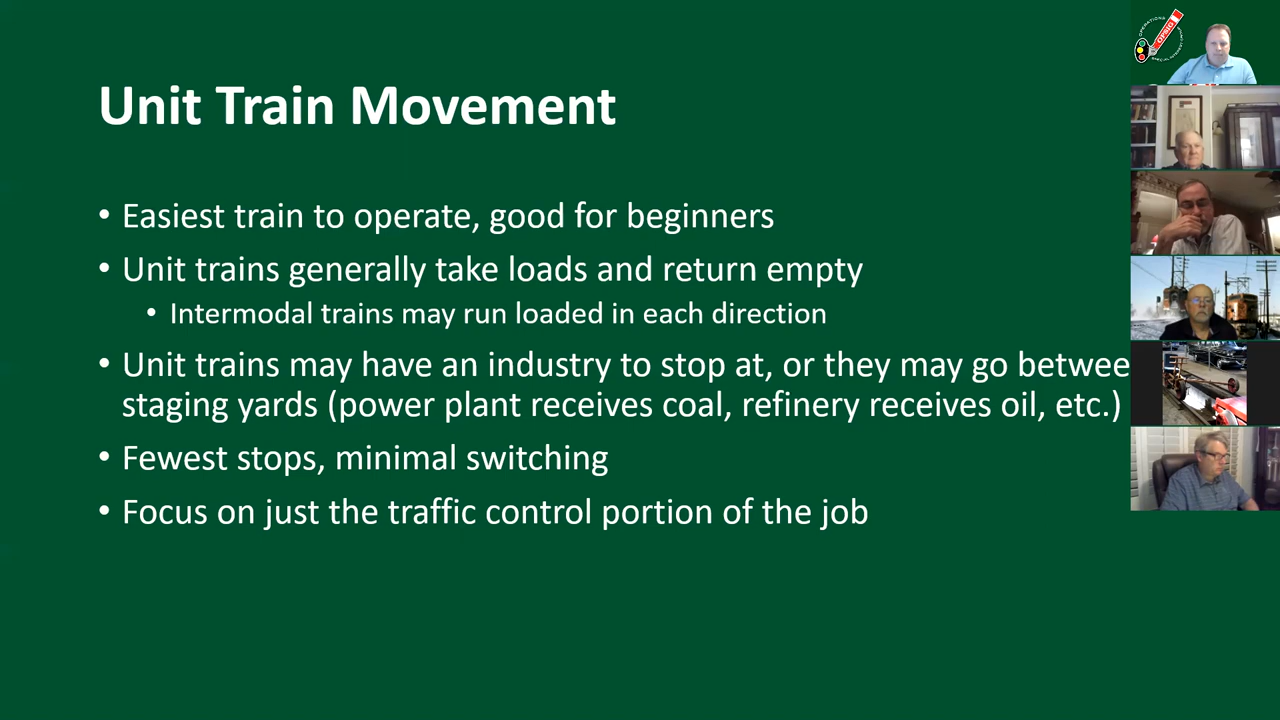 Unit Train Movement
• Easiest train to operate, good for beginners
• Unit trains generally take loads and return empty
• Intermodal trains may run loaded in each direction
• Unit trains may have an industry to stop at, or they may go betwee
staging yards (power plant receives coal, refinery receives oil, etc.)
• Fewest stops, minimal switching
• Focus on just the traffic control portion of the job
OPERATIONS
OPSIG